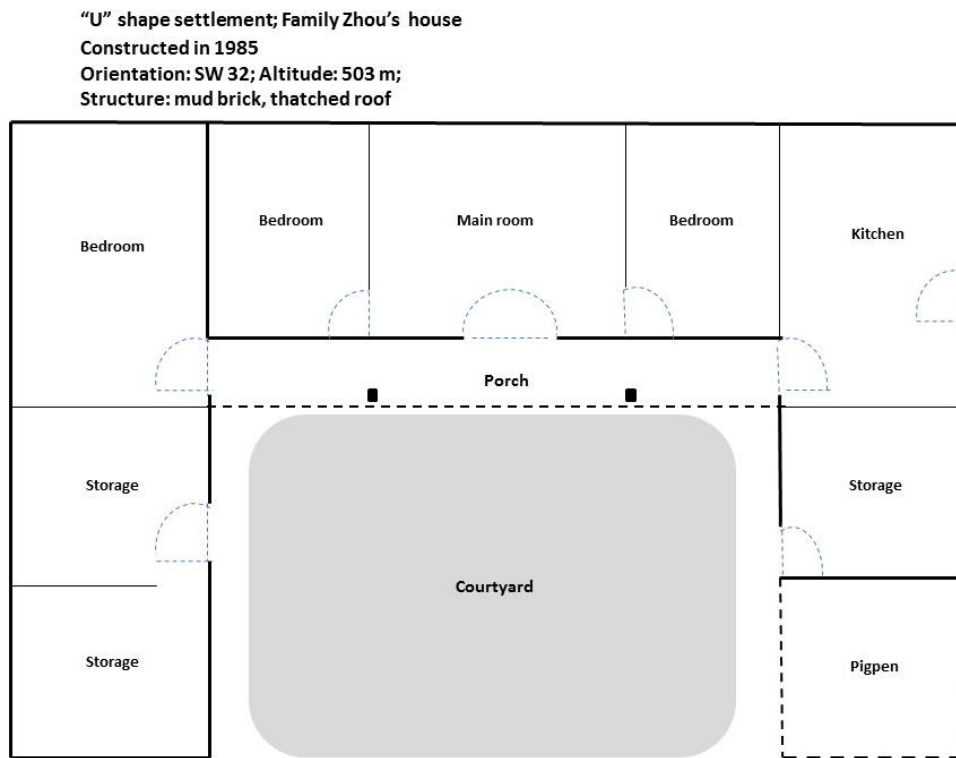 “U” shape settlement; Family Zhou’s house
Constructed in 1985
Orientation: SW 32; Altitude: 503 m;
Structure: mud brick, thatched roof
Bedroom
Bedroom
Main room
Bedroom
Kitchen
Porch
Storage
Storage
Courtyard
Storage
Pigpen